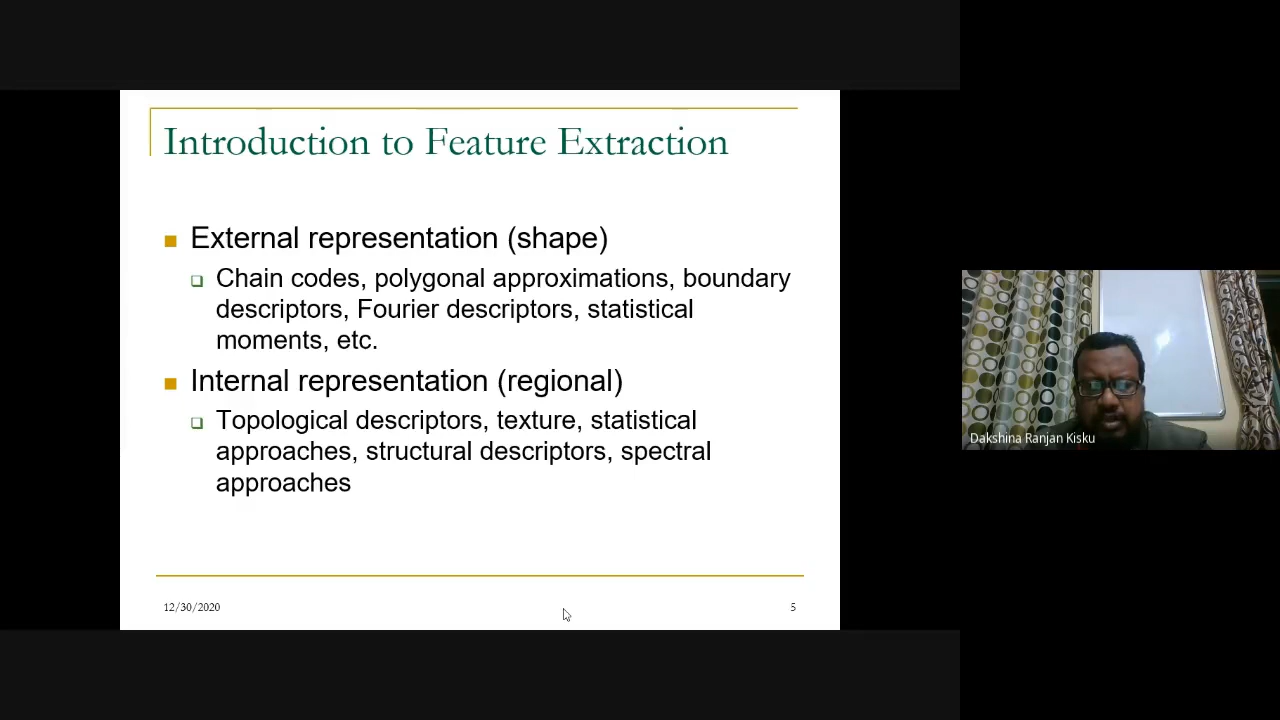 Introduction to Feature Extraction
External representation (shape)
Chain codes, polygonal approximations, boundary
descriptors, Fourier descriptors, statistical
moments, etc.
Internal representation (regional)
Topological descriptors, texture, statistical
approaches, structural descriptors, spectral
approaches
12/30/2020
5
Dakshina Ranjan Kisku